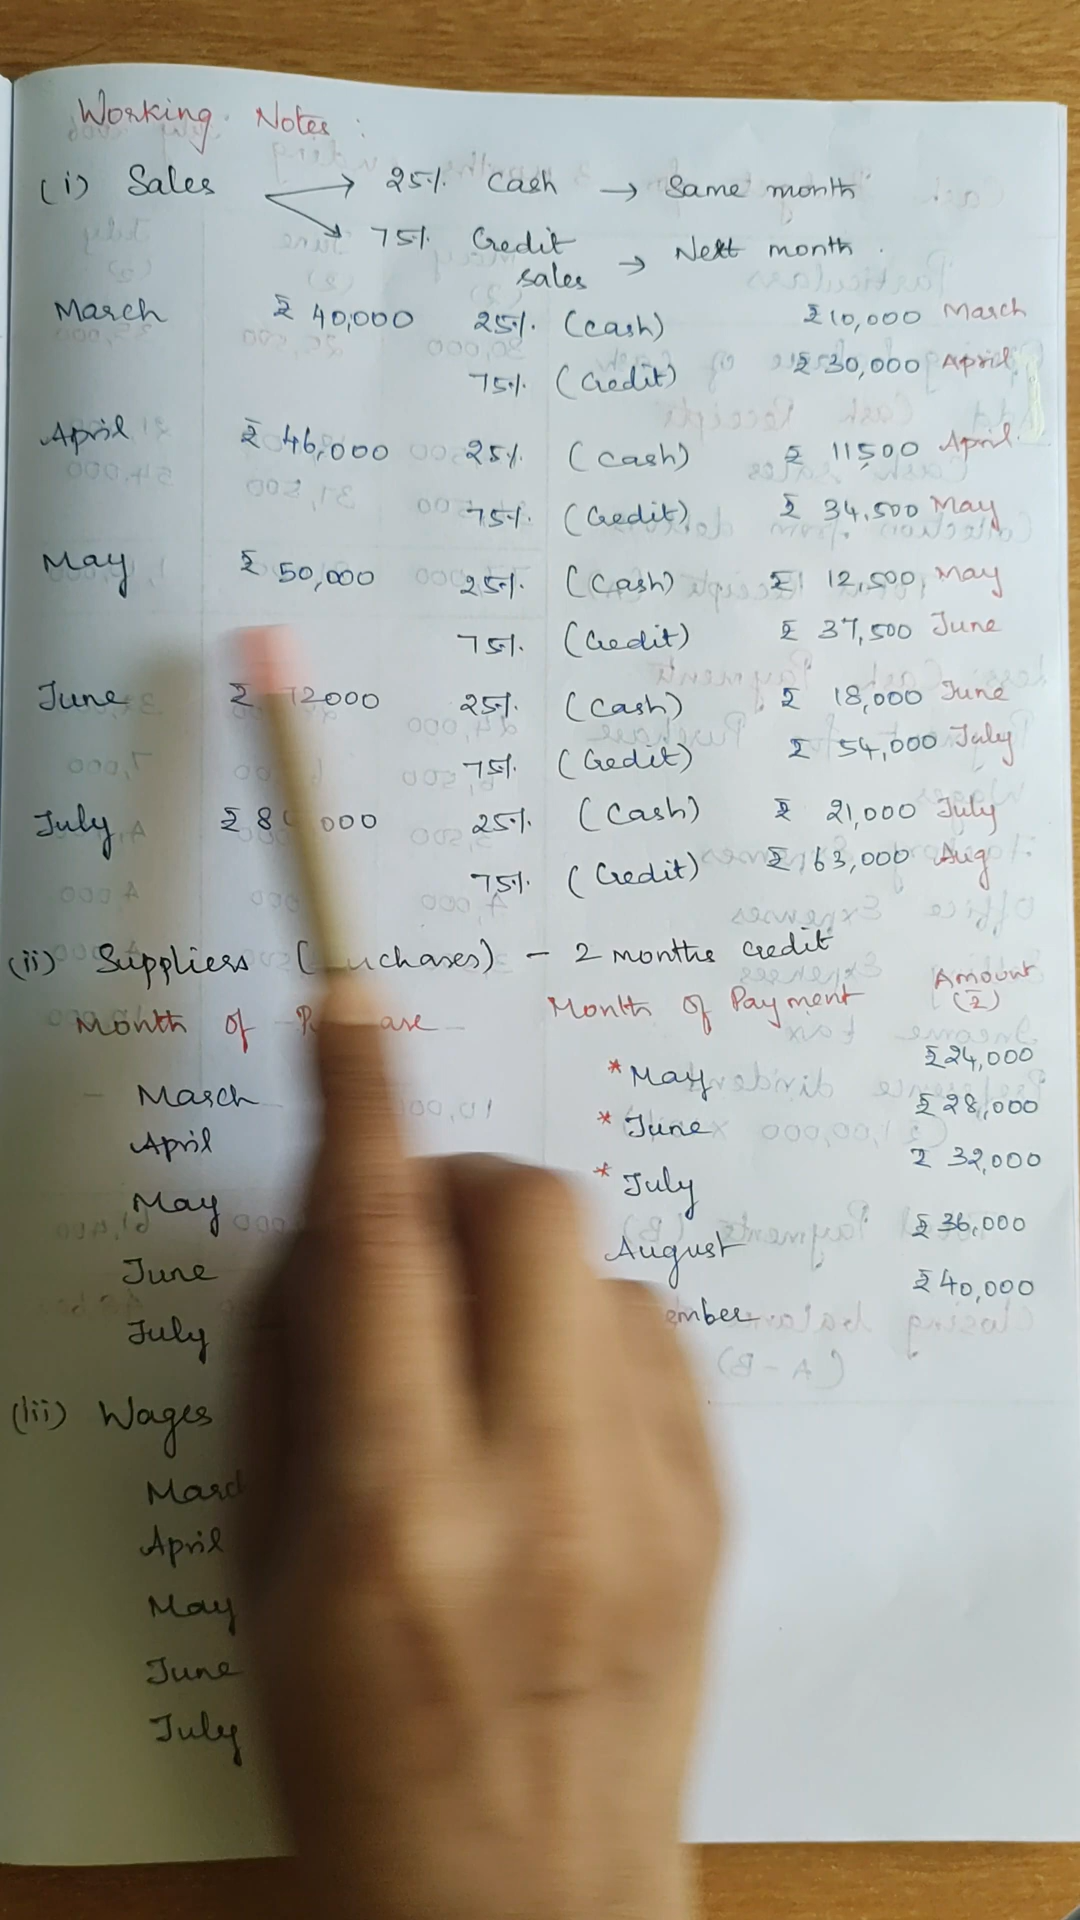 Working Notes :
(i) Sales → 25% Cash → Same month
→ 75% Credit sales → Next month.
March ₹ 40,000 25% (cash) ₹10,000 March
75% (Credit) ₹30,000 April
April ₹ 46,000 25% (cash) ₹ 11,500 April
75% (Credit) ₹ 34,500 May
May ₹ 50,000 25% (cash) ₹ 12,500 May
75% (Credit) ₹ 37,500 June
June ₹ 72000 25% (cash) ₹ 18,000 June
75% (Credit) ₹ 54,000 July
July 25% (cash) ₹ 21,000 July
75% (Credit) ₹ 63,000 Aug
(ii) Suppliers ( - 2 months credit
Month of Month of Payment Amount (₹)
March *May ₹24,000
April *June ₹28,000
May *July ₹ 32,000
June August ₹36,000
July ₹40,000
(iii) Wages
April
May
June
July